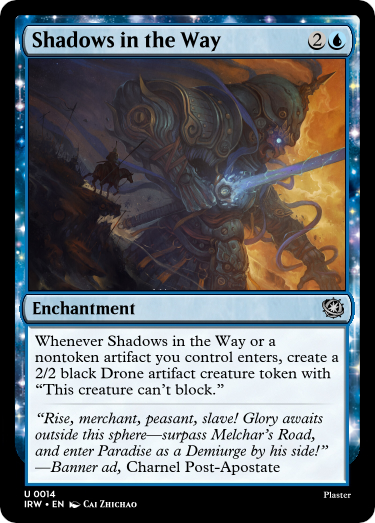 Shadows in the Way 2
Enchantment
Whenever Shadows in the Way or a
nontoken artifact you control enters, create a
2/2 black Drone artifact creature token with
“This creature can’t block.”
“Rise, merchant, peasant, slave! Glory awaits
outside this sphere—surpass Melchar’s Road,
and enter Paradise as a Demiurge by his side!”
—Banner ad, Charnel Post-Apostate
U 0014
Plaster
IRW • EN Cai Zhichao